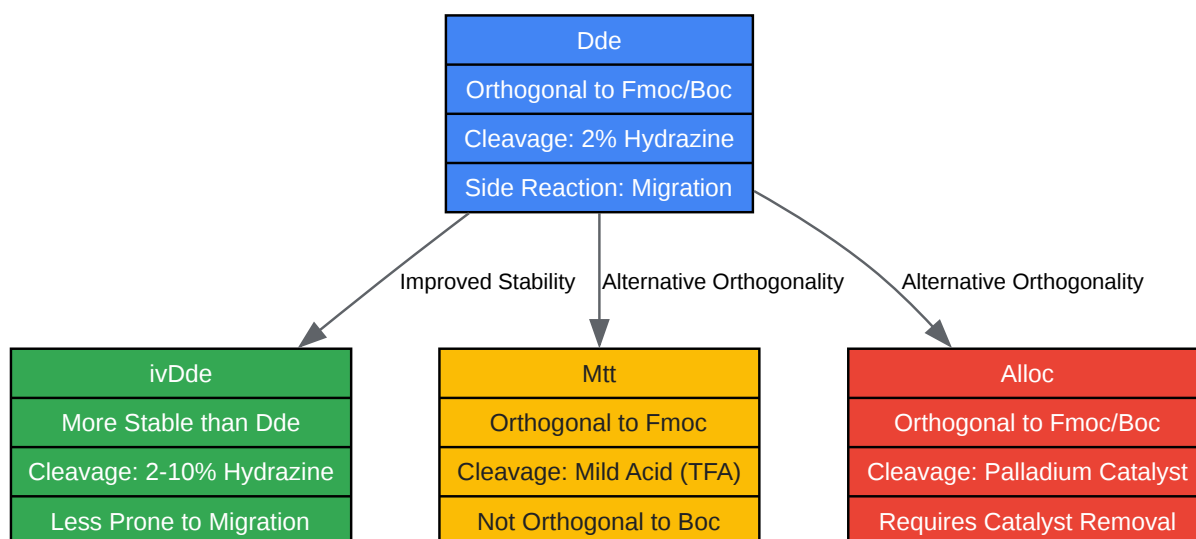 Dde
Orthogonal to Fmoc/Boc
Cleavage: 2% Hydrazine
Side Reaction: Migration
Improved Stability
Alternative Orthogonality
Alternative Orthogonality
ivDde
More Stable than Dde
Cleavage: 2-10% Hydrazine
Less Prone to Migration
Mtt
Orthogonal to Fmoc
Cleavage: Mild Acid (TFA)
Not Orthogonal to Boc
Alloc
Orthogonal to Fmoc/Boc
Cleavage: Palladium Catalyst
Requires Catalyst Removal